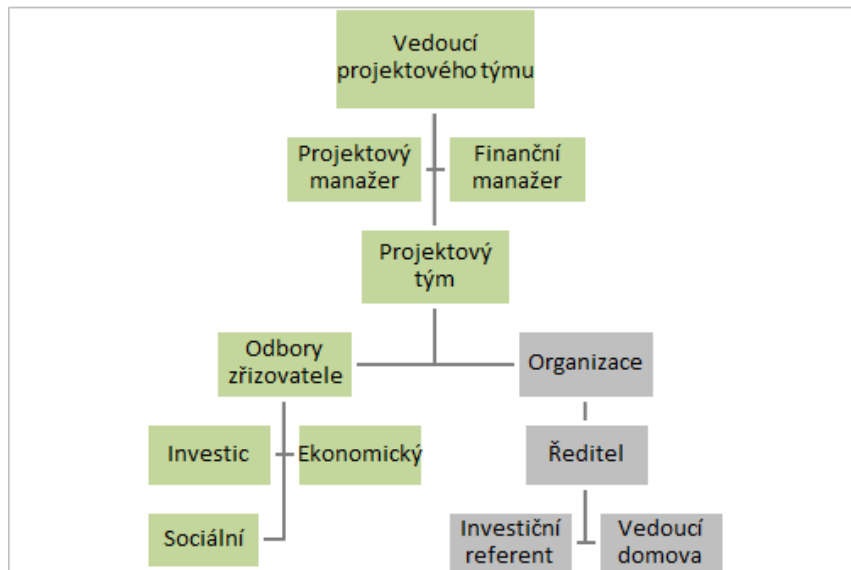 Vedoucí
projektového týmu
Projektový
manažer
Finanční
manažer
Projektový
tým
Odbory
zřizovatele
Organizace
Investic
Ekonomický
Ředitel
Sociální
Investiční
referent
Vedoucí
domova